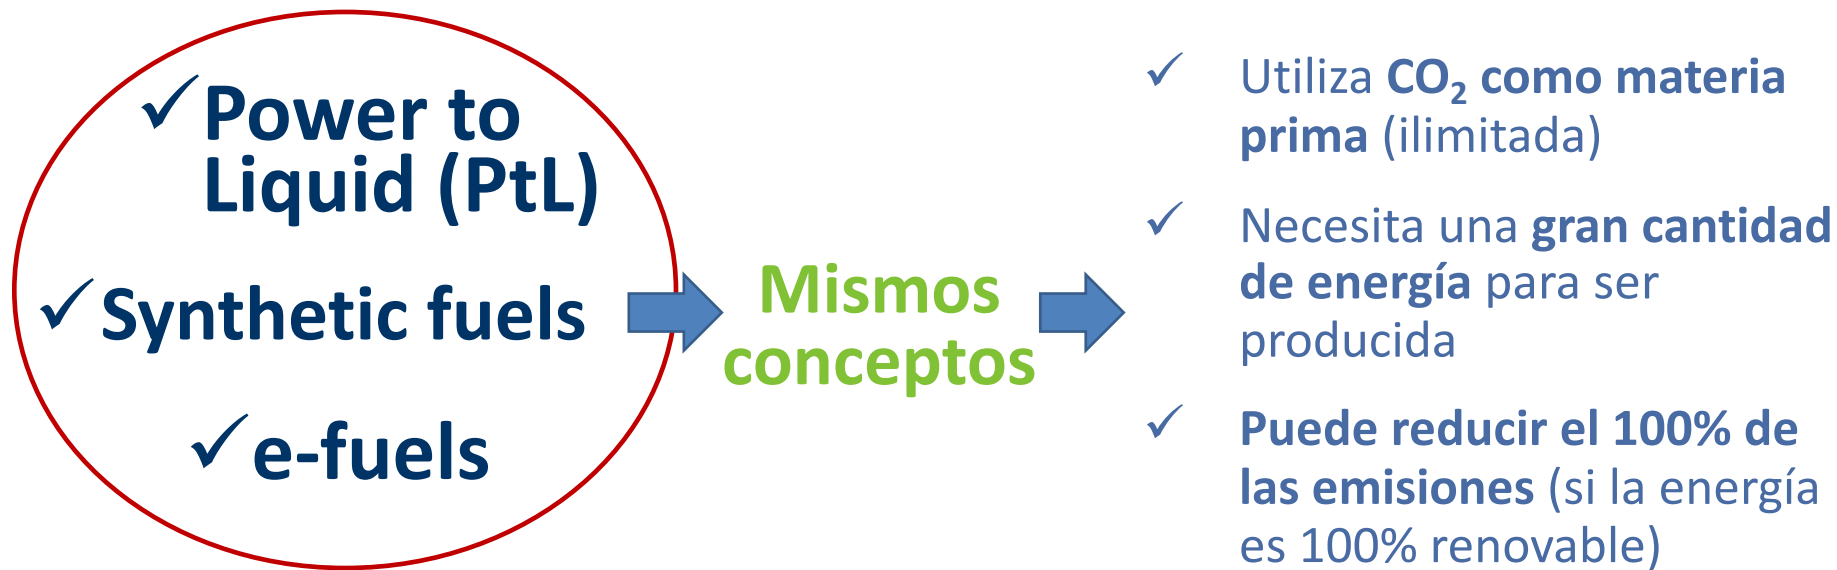 ✓ Power to
Liquid (PtL)
✓ Synthetic fuels
✓ e-fuels
Mismos
conceptos
✓ Utiliza CO₂ como materia
prima (ilimitada)
✓ Necesita una gran cantidad
de energía para ser
producida
✓ Puede reducir el 100% de
las emisiones (si la energía
es 100% renovable)